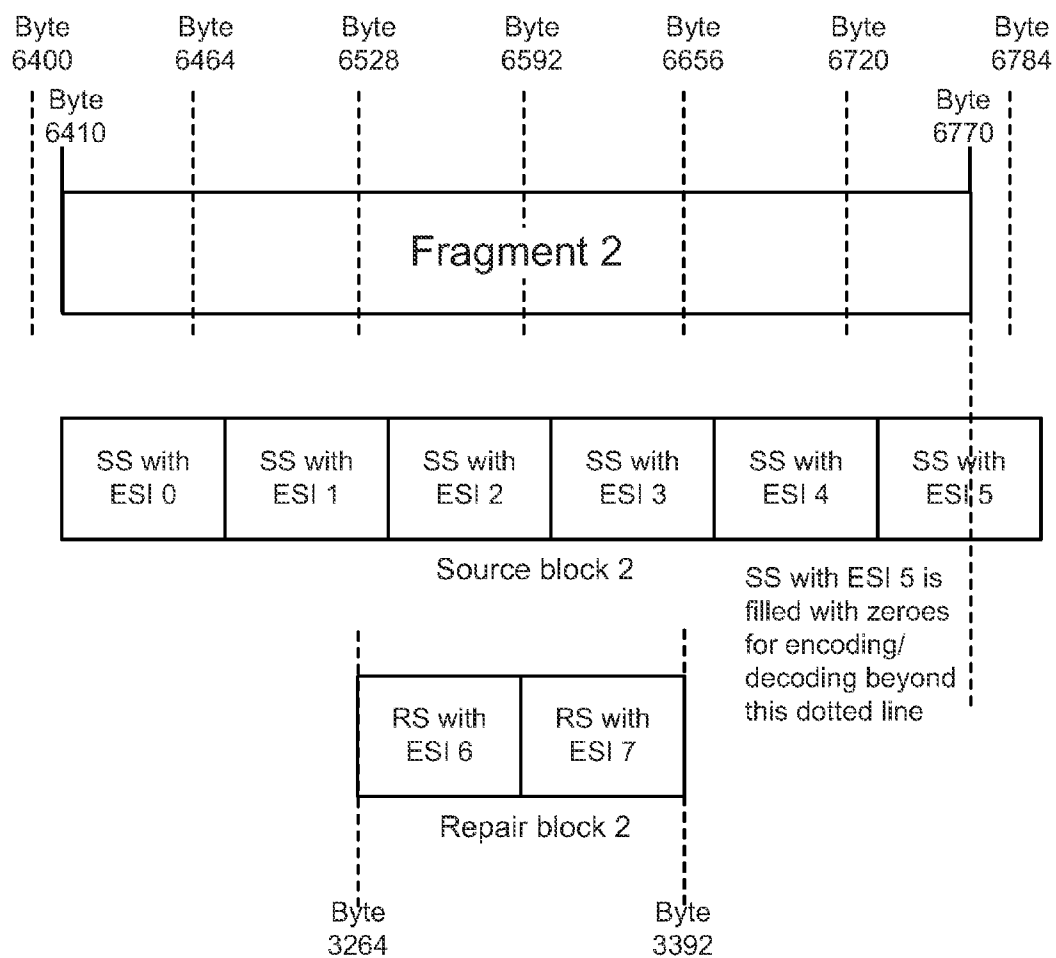 Byte 6400
Byte 6464
Byte 6528
Byte 6592
Byte 6656
Byte 6720
Byte 6784
Byte 6410
Byte 6770
Fragment 2
SS with ESI 0
SS with ESI 1
SS with ESI 2
SS with ESI 3
SS with ESI 4
SS with ESI 5
Source block 2
SS with ESI 5 is
filled with zeroes
for encoding/
decoding beyond
this dotted line
RS with ESI 6
RS with ESI 7
Repair block 2
Byte 3264
Byte 3392